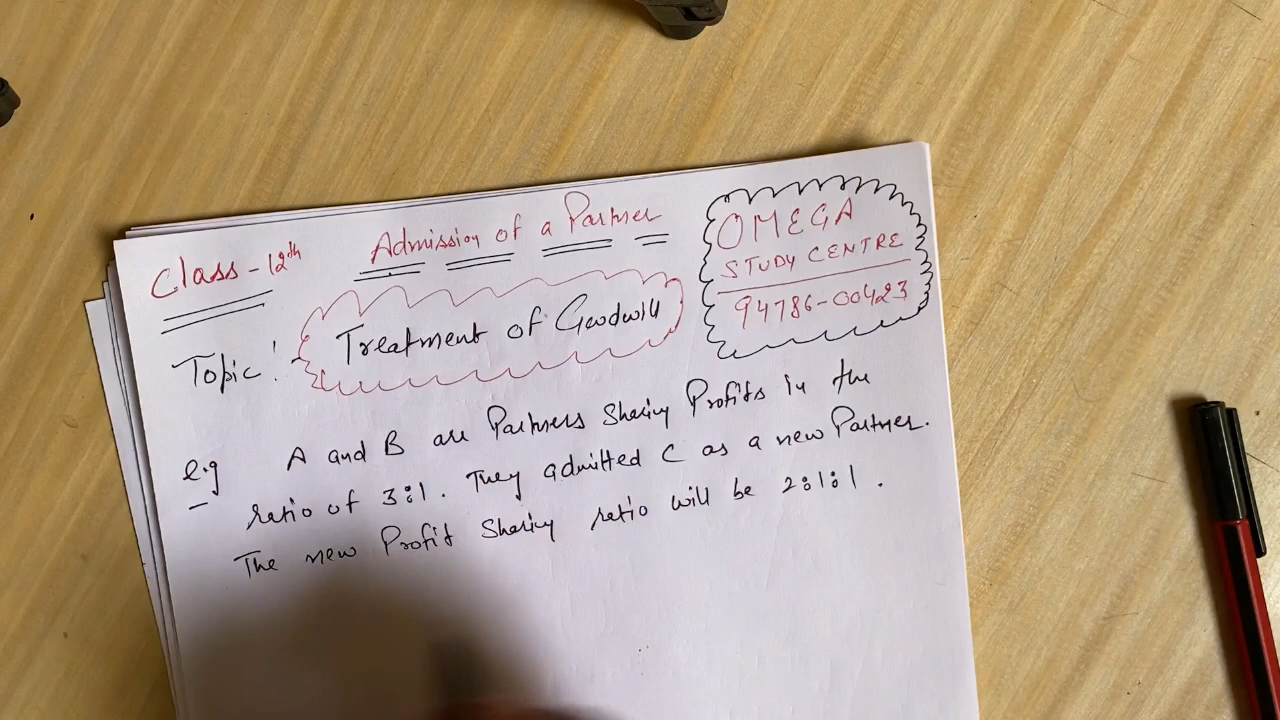 Class - 12th
Admission of a Partner
OMEGA
STUDY CENTRE
94786-00423
Topic :- Treatment of Goodwill
e.g A and B are Partners Sharing Profits in the
ratio of 3:1. They admitted C as a new Partner.
The new Profit Sharing ratio will be 2:1:1.